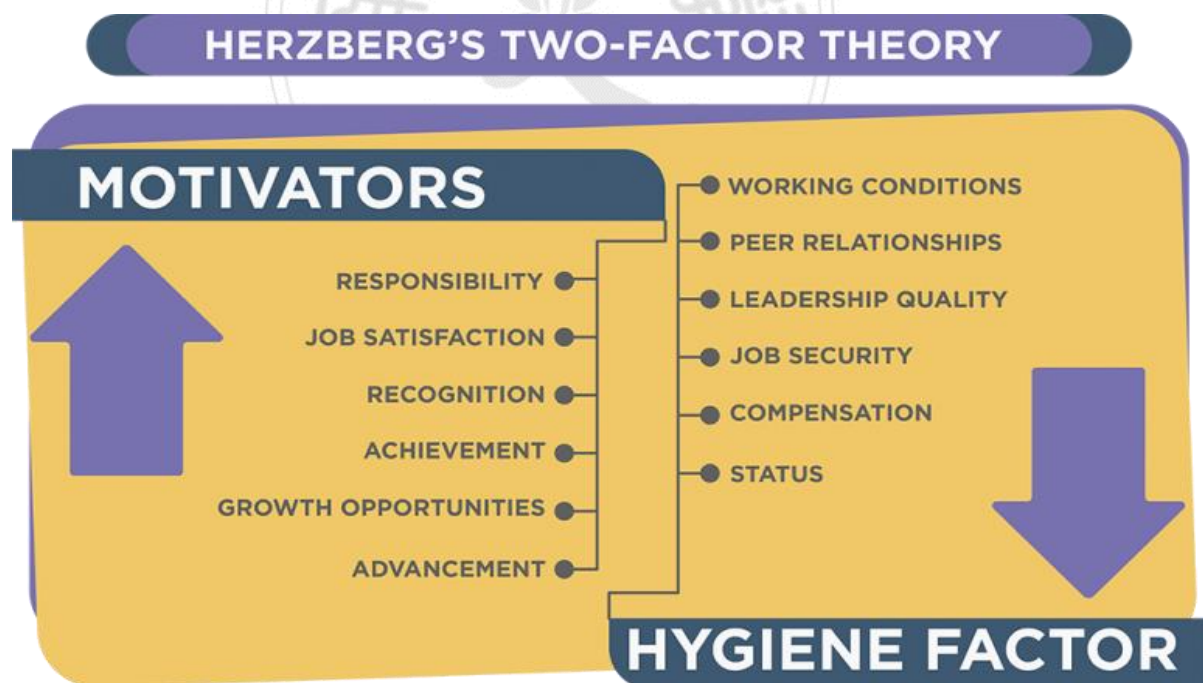 HERZBERG'S TWO-FACTOR THEORY
MOTIVATORS
RESPONSIBILITY
JOB SATISFACTION
RECOGNITION
ACHIEVEMENT
GROWTH OPPORTUNITIES
ADVANCEMENT
WORKING CONDITIONS
PEER RELATIONSHIPS
LEADERSHIP QUALITY
JOB SECURITY
COMPENSATION
STATUS
HYGIENE FACTOR